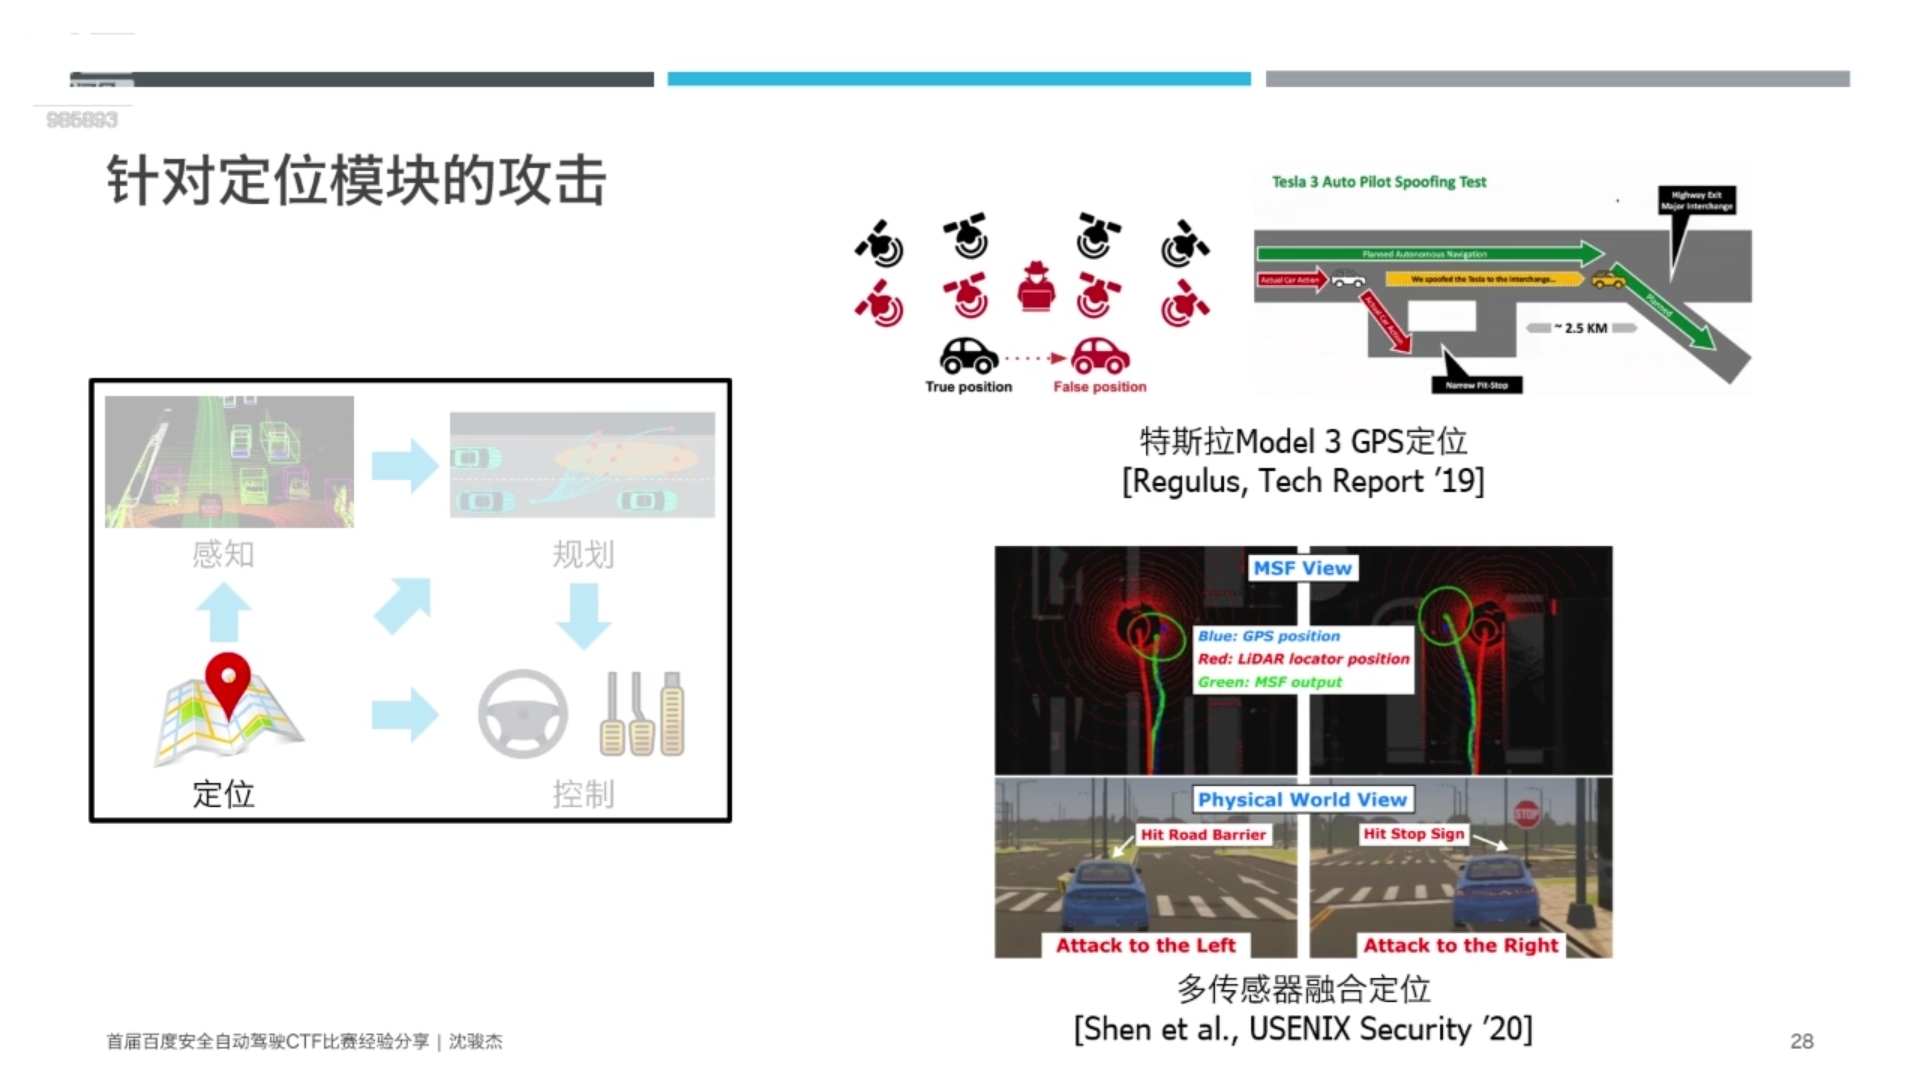 985893
针对定位模块的攻击
感知
规划
定位
控制
True position
False position
Tesla 3 Auto Pilot Spoofing Test
Highway Exit
Major Interchange
Planned Autonomous Navigation
Actual Car Action
We spoofed the Tesla to the interchange...
Actual Car Action
Planned
~ 2.5 KM
Narrow Pit-Stop
特斯拉Model 3 GPS定位
[Regulus, Tech Report ’19]
MSF View
Blue: GPS position
Red: LiDAR locator position
Green: MSF output
Physical World View
Hit Road Barrier
Hit Stop Sign
STOP
Attack to the Left
Attack to the Right
多传感器融合定位
[Shen et al., USENIX Security ’20]
首届百度安全自动驾驶CTF比赛经验分享 | 沈骏杰
28